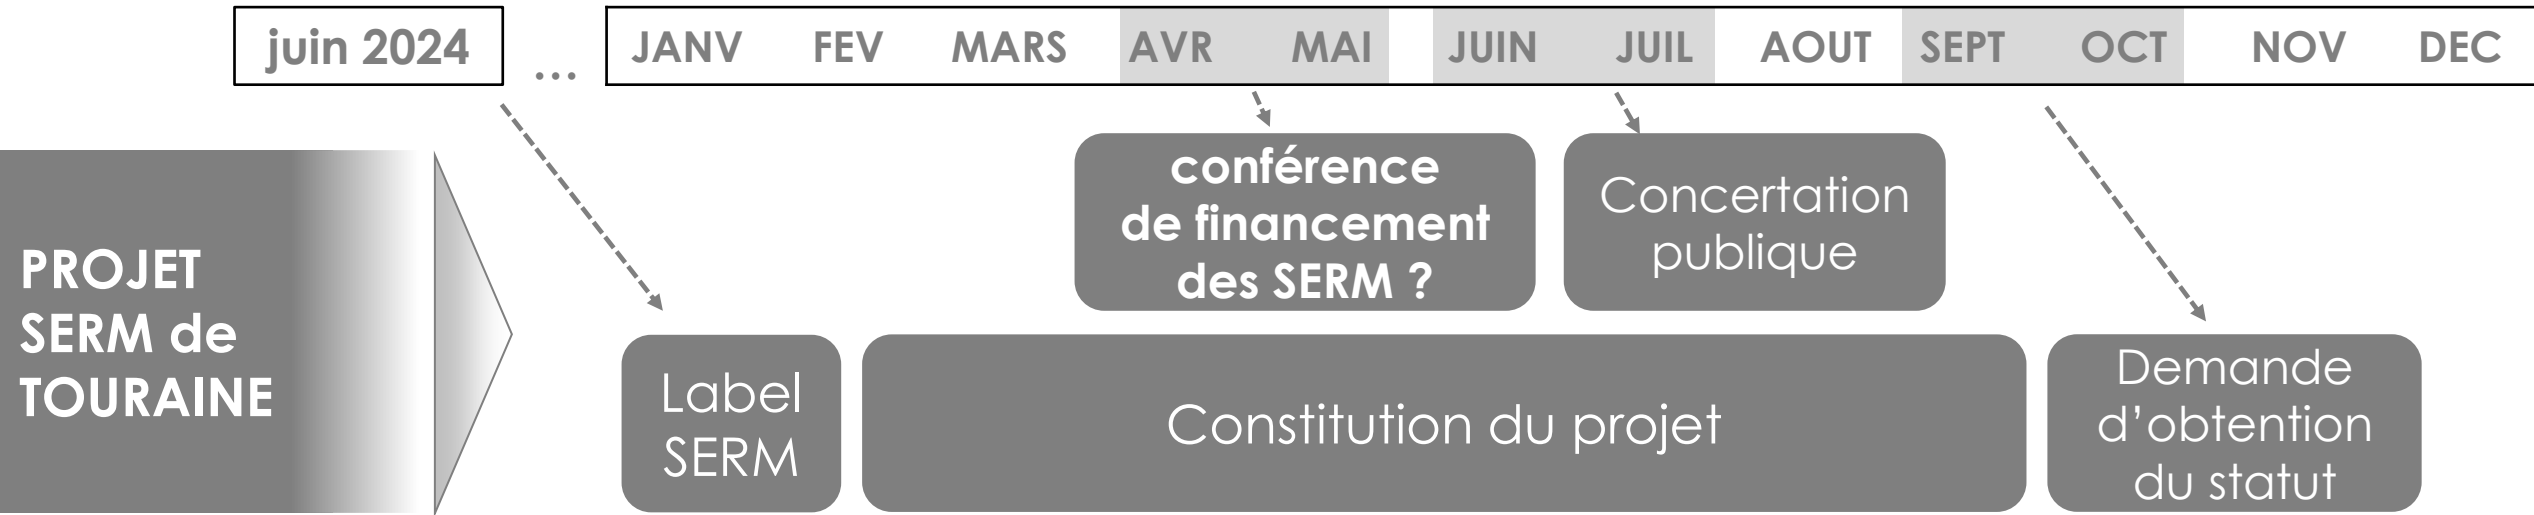 juin 2024 ... JANV FEV MARS AVR MAI JUIN JUIL AOUT SEPT OCT NOV DEC
PROJET
SERM de
TOURAINE
conférence
de financement
des SERM ?
Concertation
publique
Label
SERM
Constitution du projet
Demande
d’obtention
du statut